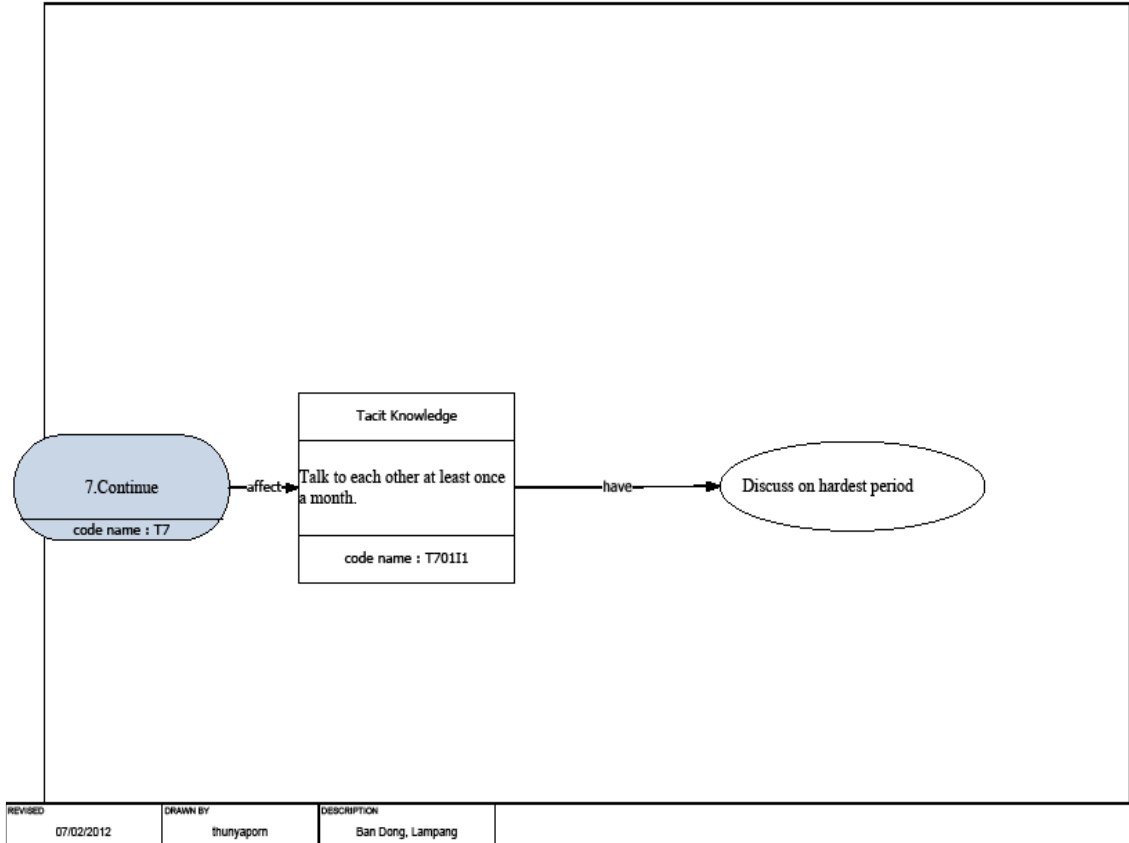 Tacit Knowledge
7.Continue
code name : T7
affect
Talk to each other at least once
a month.
code name : T701I1
have
Discuss on hardest period
REVISED
07/02/2012
DRAWN BY
thunyaporn
DESCRIPTION
Ban Dong, Lampang